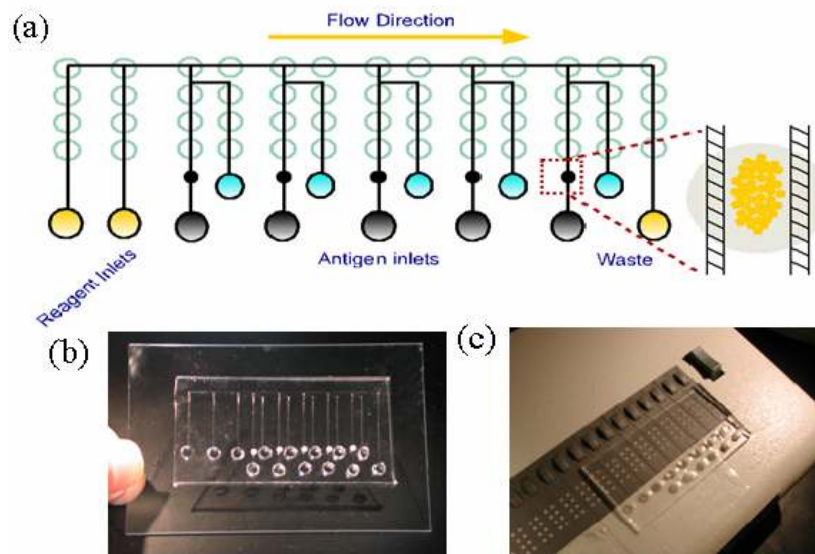 (a)
Flow Direction
Reagent Inlets
Antigen inlets
Waste
(b)
(c)